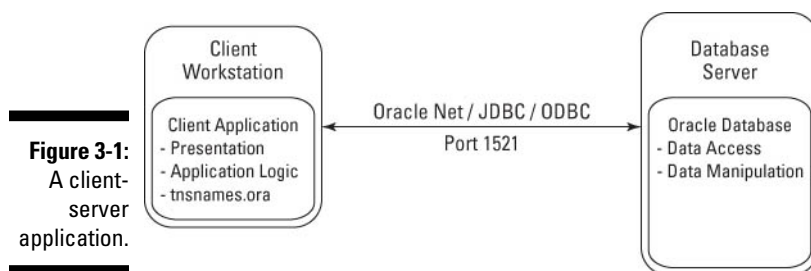 Client
Workstation
Client Application
- Presentation
- Application Logic
- tnsnames.ora
Oracle Net / JDBC / ODBC
Port 1521
Database
Server
Oracle Database
- Data Access
- Data Manipulation
Figure 3-1:
A client-
server
application.